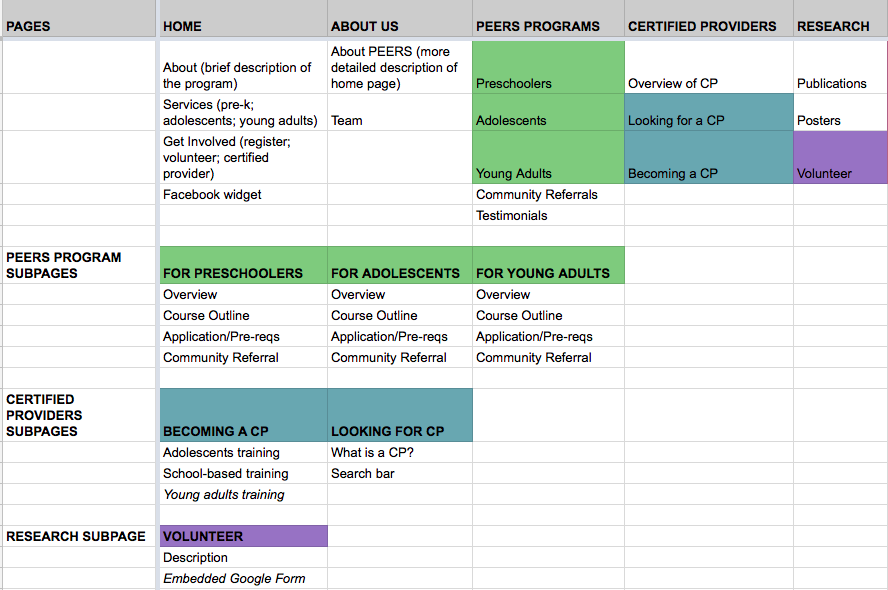 PAGES HOME ABOUT US PEERS PROGRAMS CERTIFIED PROVIDERS RESEARCH
About (brief description of
the program)
About PEERS (more
detailed description of
home page)
Preschoolers
Overview of CP
Publications
Services (pre-k;
adolescents; young adults)
Team
Adolescents
Looking for a CP
Posters
Get Involved (register;
volunteer; certified
provider)
Young Adults
Becoming a CP
Volunteer
Facebook widget
Community Referrals
Testimonials
PEERS PROGRAM
SUBPAGES
FOR PRESCHOOLERS FOR ADOLESCENTS FOR YOUNG ADULTS
Overview Overview Overview
Course Outline Course Outline Course Outline
Application/Pre-reqs Application/Pre-reqs Application/Pre-reqs
Community Referral Community Referral Community Referral
CERTIFIED
PROVIDERS
SUBPAGES
BECOMING A CP LOOKING FOR CP
Adolescents training What is a CP?
School-based training Search bar
Young adults training
RESEARCH SUBPAGE VOLUNTEER
Description
Embedded Google Form